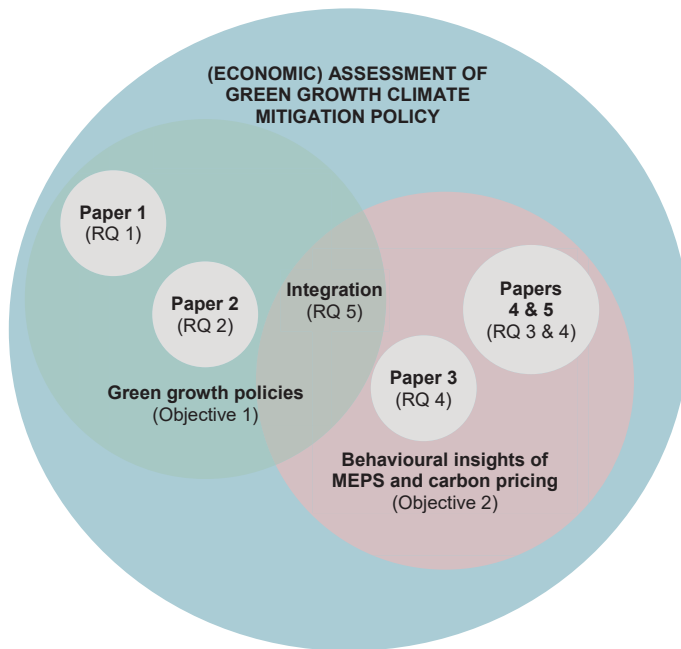 (ECONOMIC) ASSESSMENT OF
GREEN GROWTH CLIMATE
MITIGATION POLICY
Paper 1
(RQ 1)
Paper 2
(RQ 2)
Integration
(RQ 5)
Papers
4 & 5
(RQ 3 & 4)
Paper 3
(RQ 4)
Green growth policies
(Objective 1)
Behavioural insights of
MEPS and carbon pricing
(Objective 2)